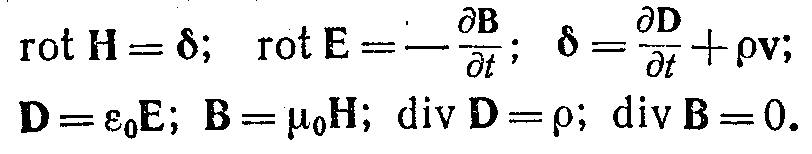 rot H = δ; rot E = — ∂B/∂t; δ = ∂D/∂t + ρv;
D = ε₀E; B = μ₀H; div D = ρ; div B = 0.